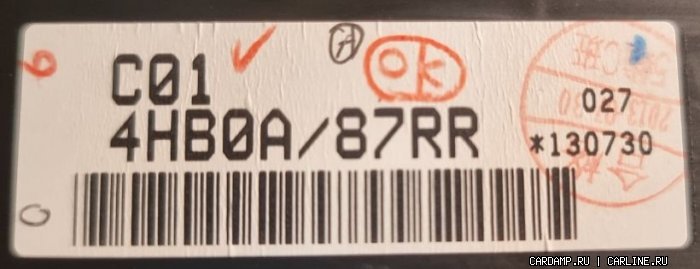 C01
Ⓐ
OK
4HB0A/87RR
027
*130730
CARDAMP.RU | CARLINE.RU